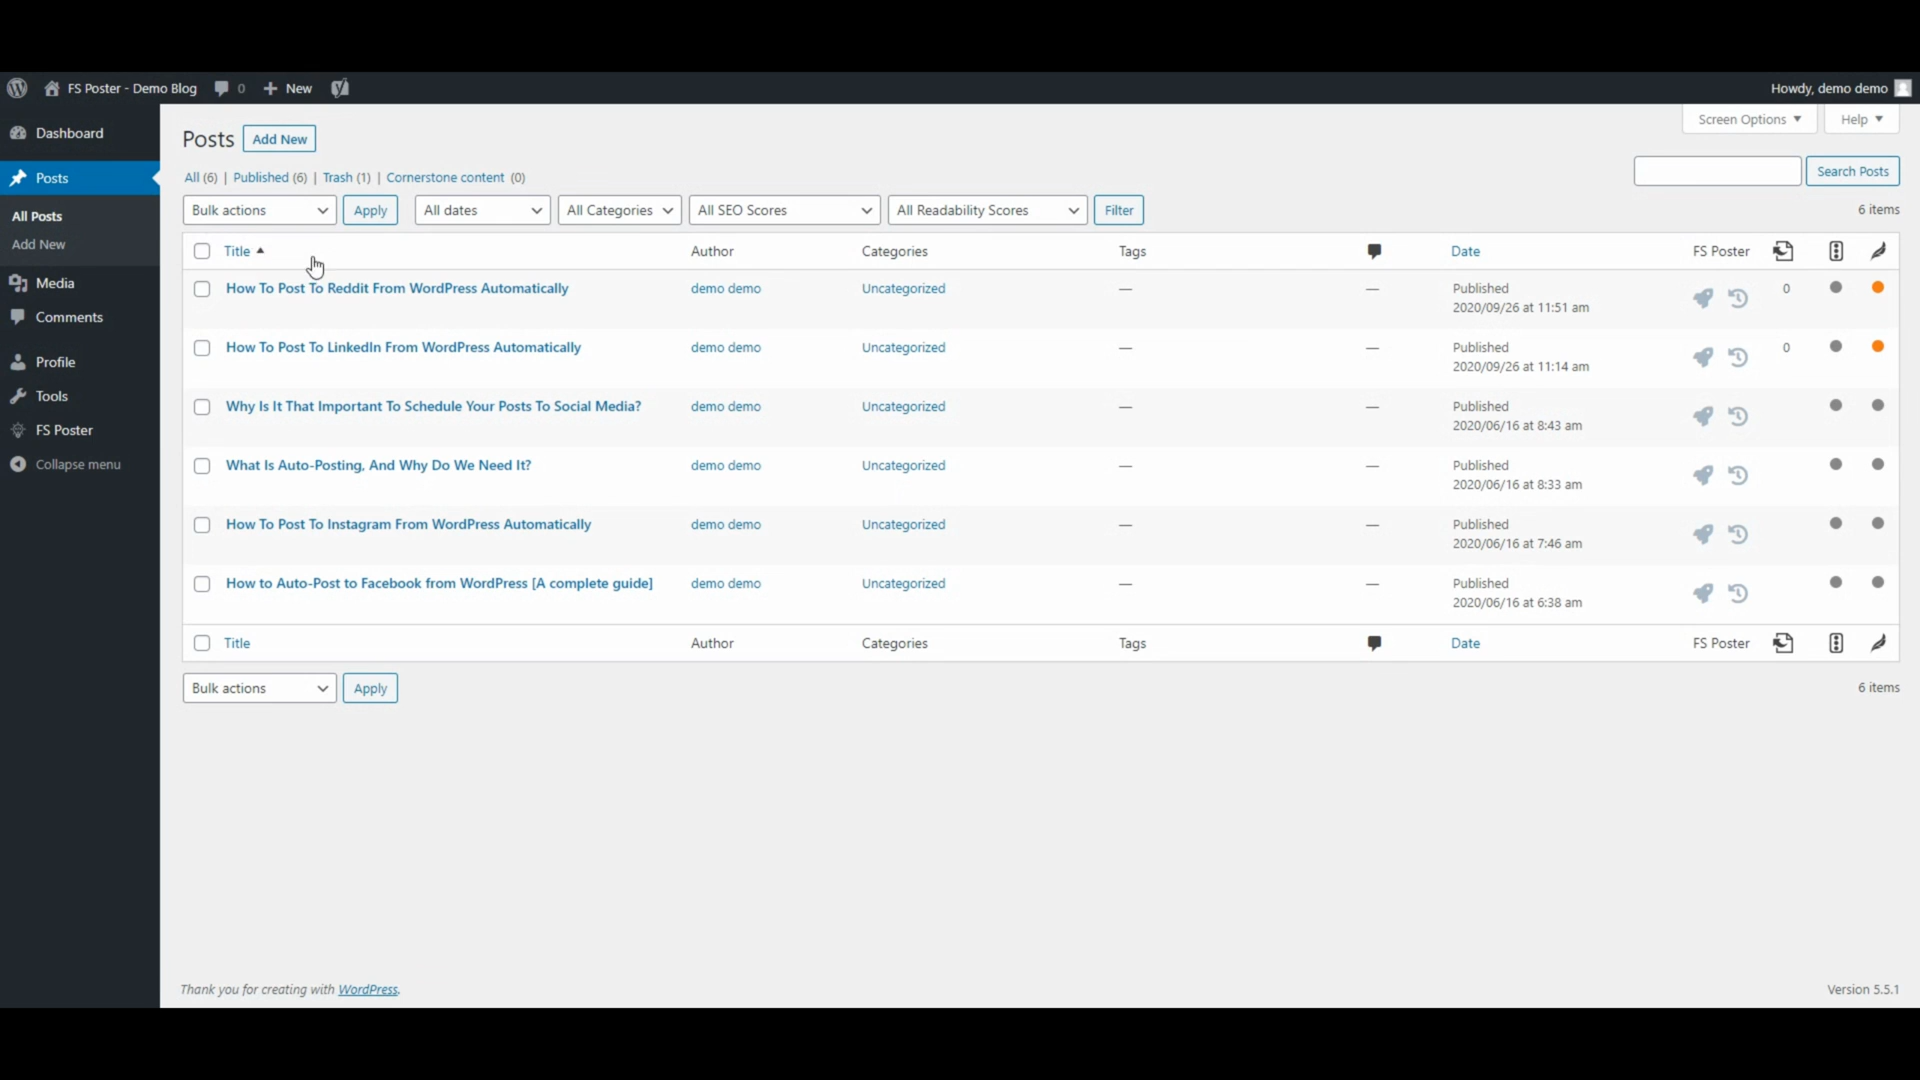 FS Poster - Demo Blog 0 New Howdy, demo demo
Dashboard
Posts
All Posts
Add New
Media
Comments
Profile
Tools
FS Poster
Collapse menu
Screen Options Help
Posts Add New
All (6) | Published (6) | Trash (1) | Cornerstone content (0)
Search Posts
Bulk actions Apply All dates All Categories All SEO Scores All Readability Scores Filter 6 items
Title Author Categories Tags Date FS Poster
How To Post To Reddit From WordPress Automatically demo demo Uncategorized — — Published 0
2020/09/26 at 11:51 am
How To Post To LinkedIn From WordPress Automatically demo demo Uncategorized — — Published 0
2020/09/26 at 11:14 am
Why Is It That Important To Schedule Your Posts To Social Media? demo demo Uncategorized — — Published
2020/06/16 at 8:43 am
What Is Auto-Posting, And Why Do We Need It? demo demo Uncategorized — — Published
2020/06/16 at 8:33 am
How To Post To Instagram From WordPress Automatically demo demo Uncategorized — — Published
2020/06/16 at 7:46 am
How to Auto-Post to Facebook from WordPress [A complete guide] demo demo Uncategorized — — Published
2020/06/16 at 6:38 am
Title Author Categories Tags Date FS Poster
Bulk actions Apply 6 items
Thank you for creating with WordPress. Version 5.5.1